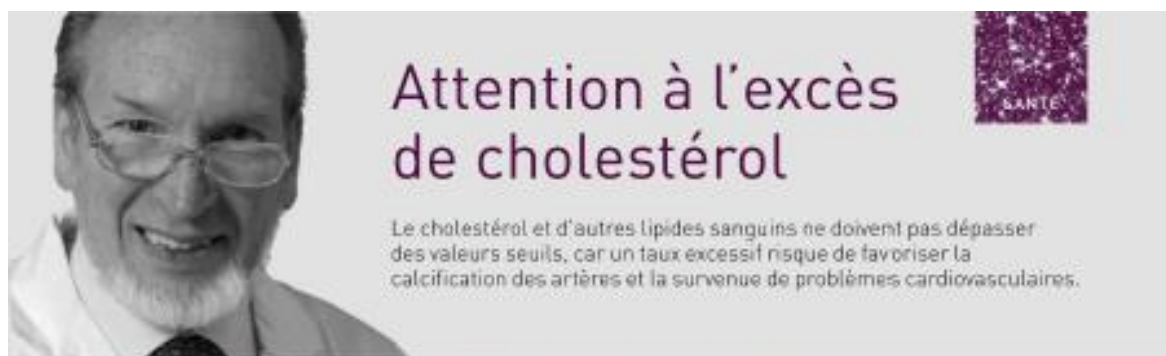 Attention à l'excès
de cholestérol
SANTÉ
Le cholestérol et d'autres lipides sanguins ne doivent pas dépasser
des valeurs seuils, car un taux excessif risque de favoriser la
calcification des artères et la survenue de problèmes cardiovasculaires.